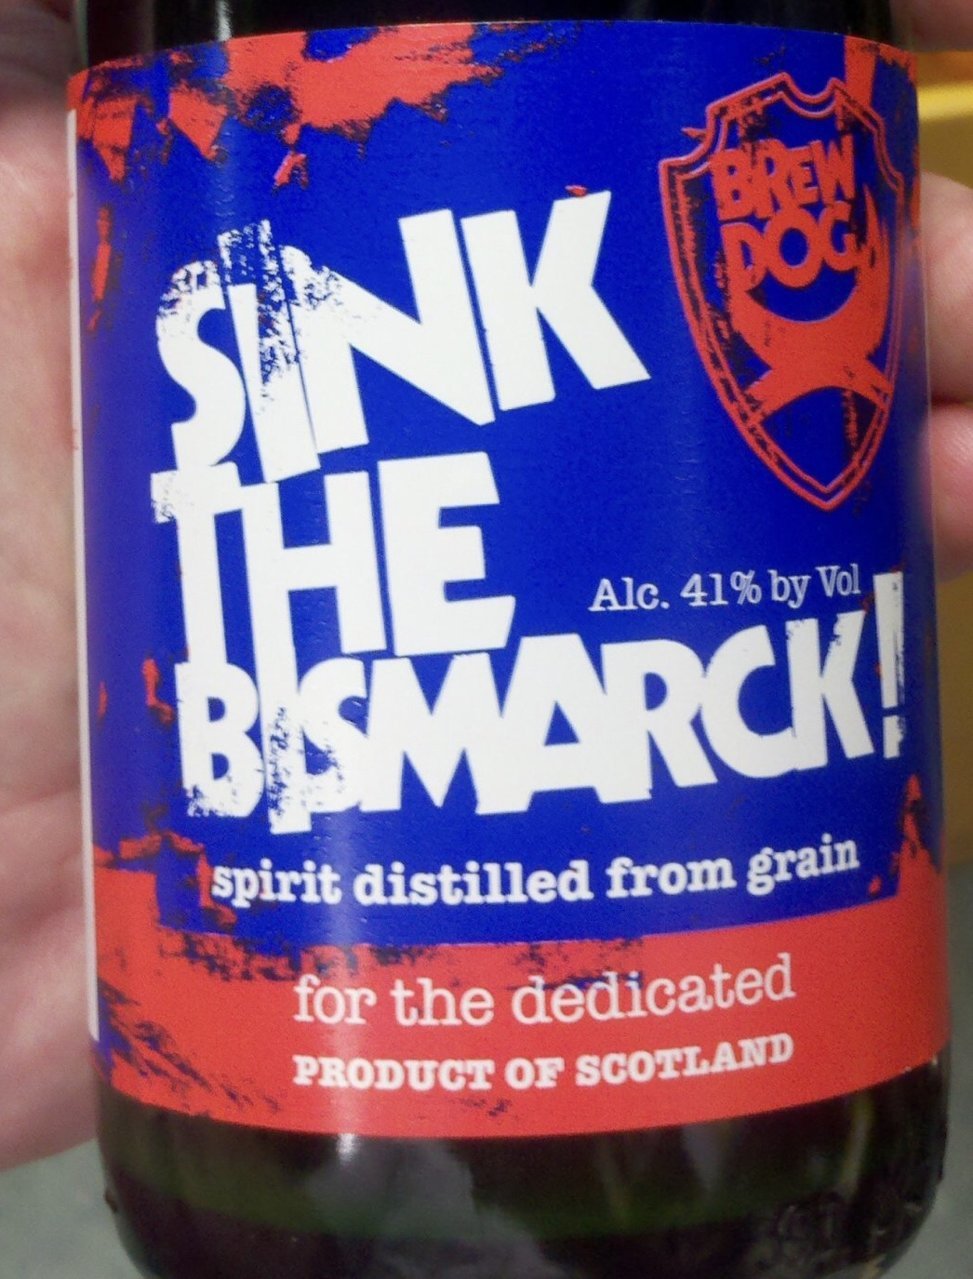 BREW
DOG
SINK
THE
Alc. 41% by Vol
BISMARCK!
spirit distilled from grain
for the dedicated
PRODUCT OF SCOTLAND